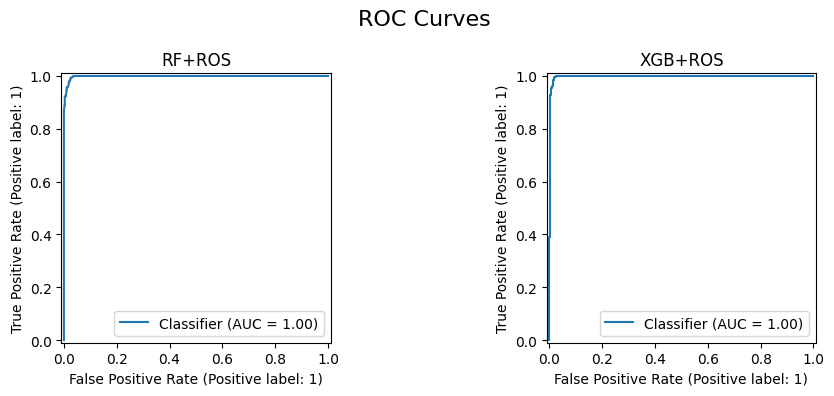 ROC Curves
RF+ROS
True Positive Rate (Positive label: 1)
1.0
0.8
0.6
0.4
0.2
0.0
Classifier (AUC = 1.00)
0.0 0.2 0.4 0.6 0.8 1.0
False Positive Rate (Positive label: 1)
XGB+ROS
True Positive Rate (Positive label: 1)
1.0
0.8
0.6
0.4
0.2
0.0
Classifier (AUC = 1.00)
0.0 0.2 0.4 0.6 0.8 1.0
False Positive Rate (Positive label: 1)